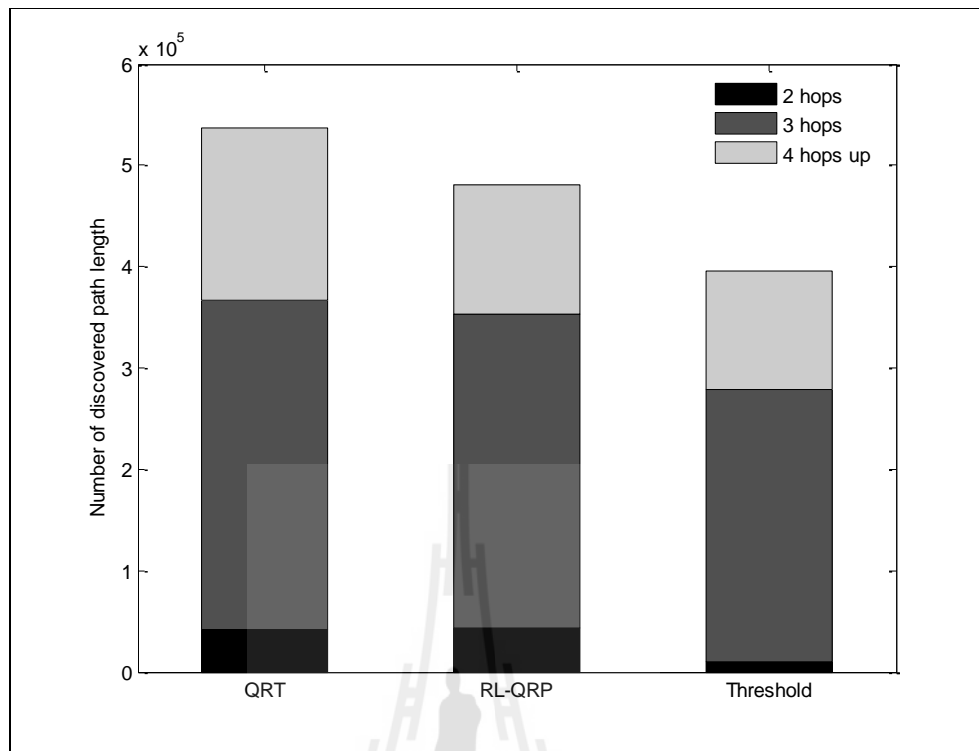 x 10^5
6
5
4
3
2
1
0
Number of discovered path length
2 hops
3 hops
4 hops up
QRT
RL-QRP
Threshold